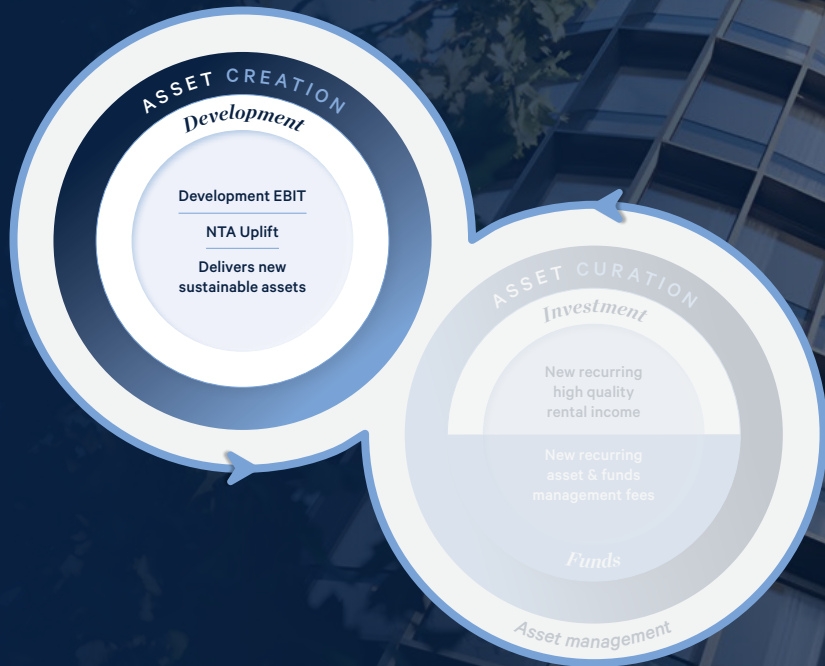 ASSET CREATION
Development
Development EBIT
NTA Uplift
Delivers new
sustainable assets
ASSET CURATION
Investment
New recurring
high quality
rental income
New recurring
asset & funds
management fees
Funds
Asset management